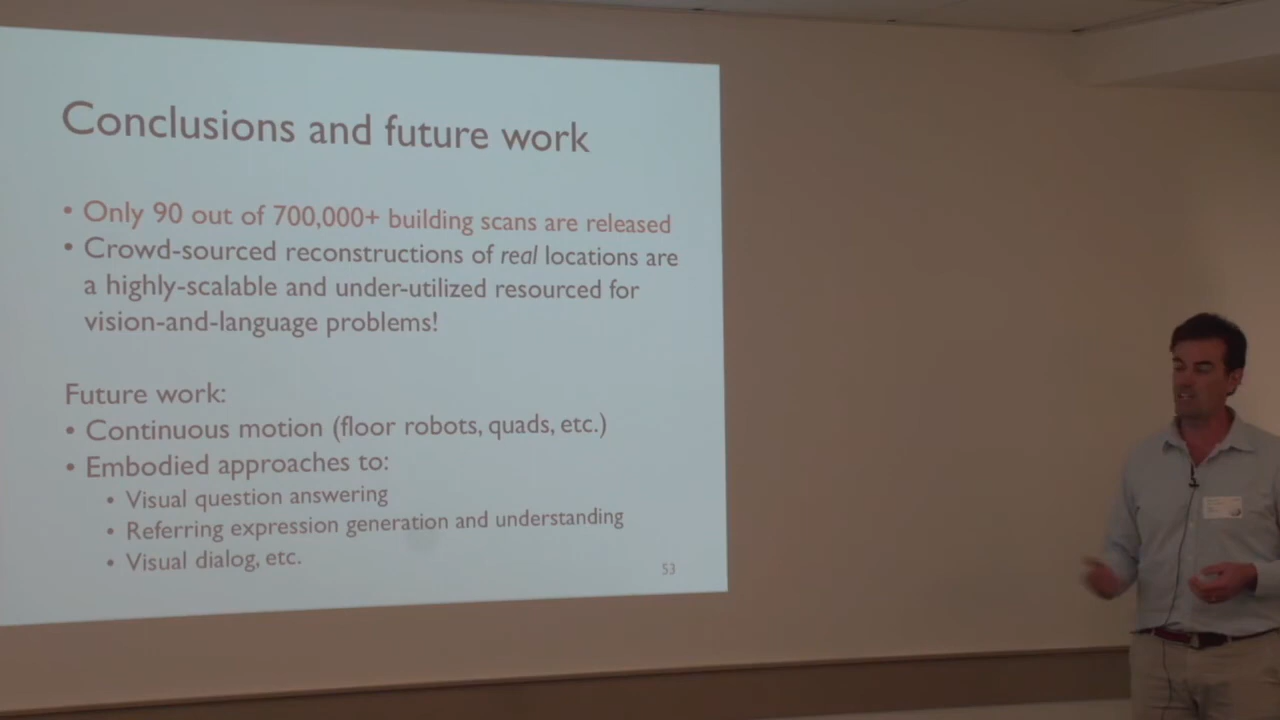 Conclusions and future work
• Only 90 out of 700,000+ building scans are released
• Crowd-sourced reconstructions of real locations are
a highly-scalable and under-utilized resourced for
vision-and-language problems!
Future work:
• Continuous motion (floor robots, quads, etc.)
• Embodied approaches to:
• Visual question answering
• Referring expression generation and understanding
• Visual dialog, etc.
53